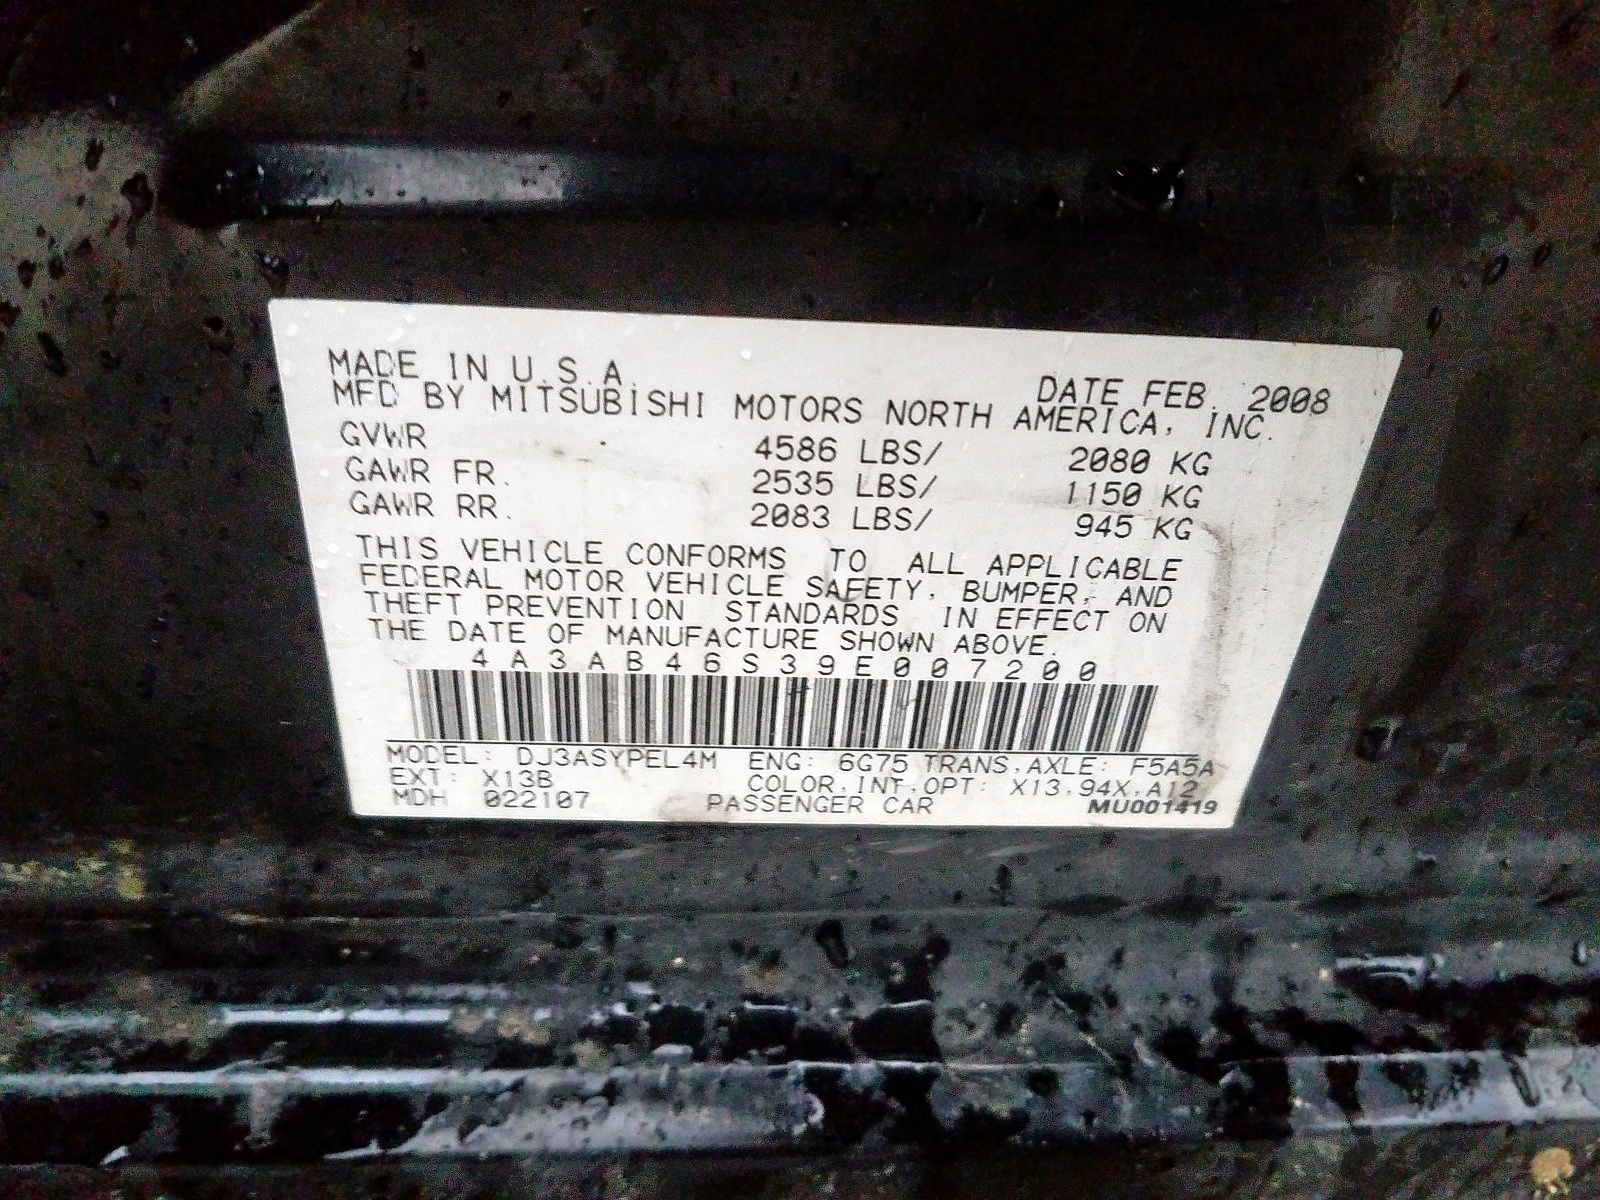 MADE IN U.S.A. DATE FEB. 2008
MFD BY MITSUBISHI MOTORS NORTH AMERICA, INC.
GVWR 4586 LBS/ 2080 KG
GAWR FR. 2535 LBS/ 1150 KG
GAWR RR. 2083 LBS/ 945 KG
THIS VEHICLE CONFORMS TO ALL APPLICABLE
FEDERAL MOTOR VEHICLE SAFETY, BUMPER, AND
THEFT PREVENTION STANDARDS IN EFFECT ON
THE DATE OF MANUFACTURE SHOWN ABOVE.
4A3AB46S39E007200
MODEL: DJ3ASYPEL4M ENG: 6G75 TRANS.AXLE: F5A5A
EXT: X13B COLOR.INT.OPT: X13,94X,A12
MDH 022107 PASSENGER CAR MU001419